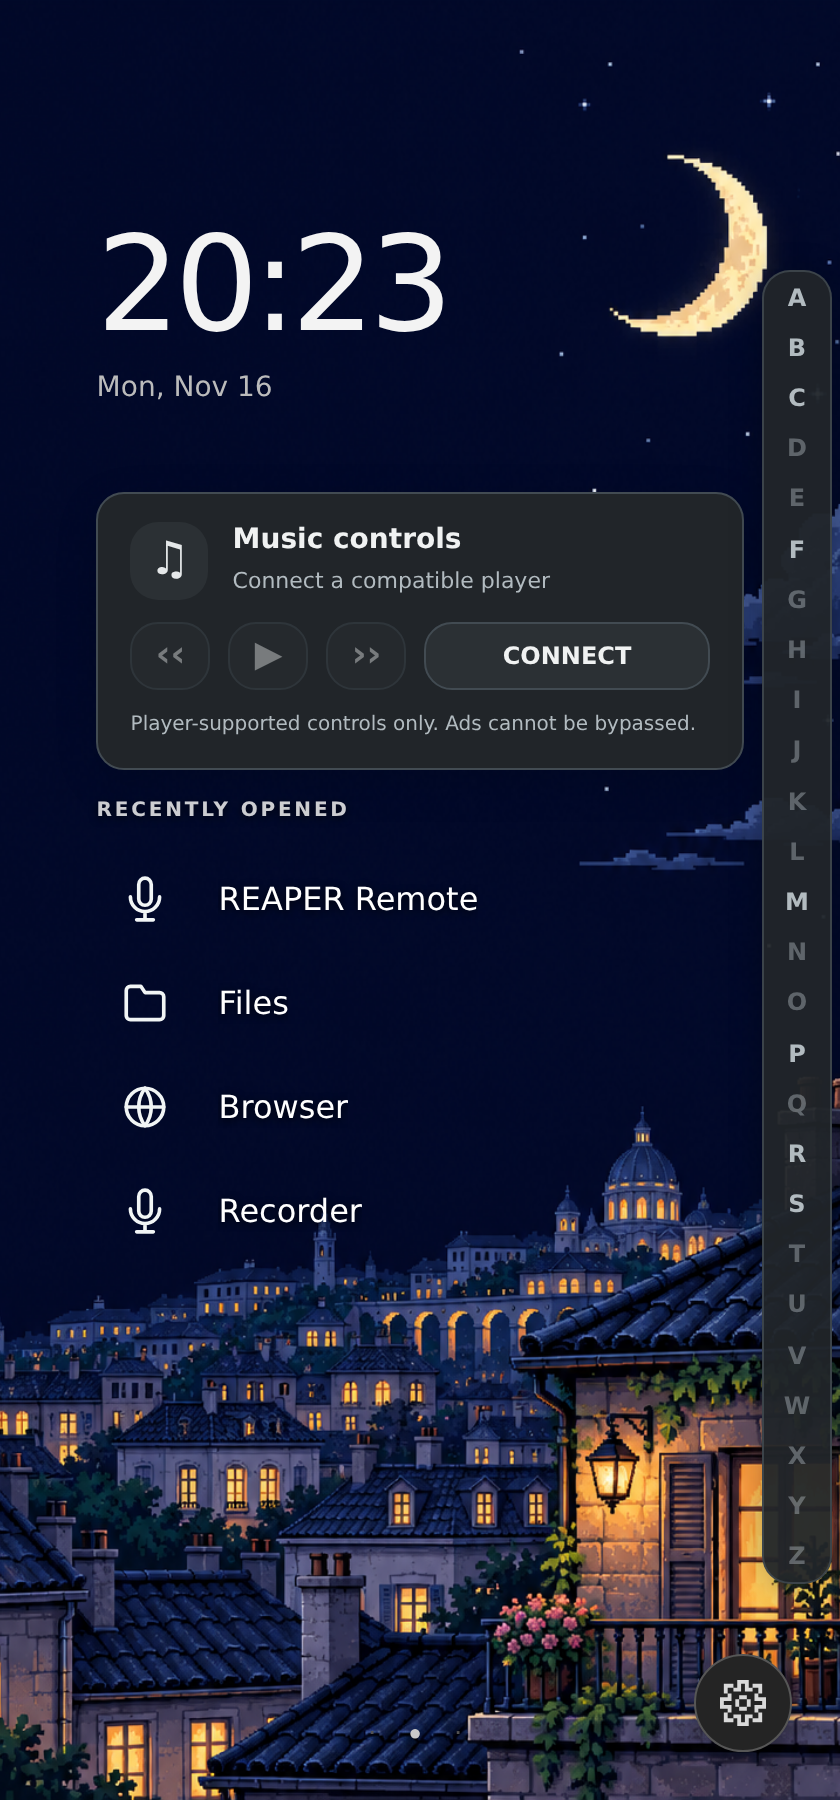 20:23
Mon, Nov 16
Music controls
Connect a compatible player
CONNECT
Player-supported controls only. Ads cannot be bypassed.
RECENTLY OPENED
REAPER Remote
Files
Browser
Recorder
A
B
C
D
E
F
G
H
I
J
K
L
M
N
O
P
Q
R
S
T
U
V
W
X
Y
Z